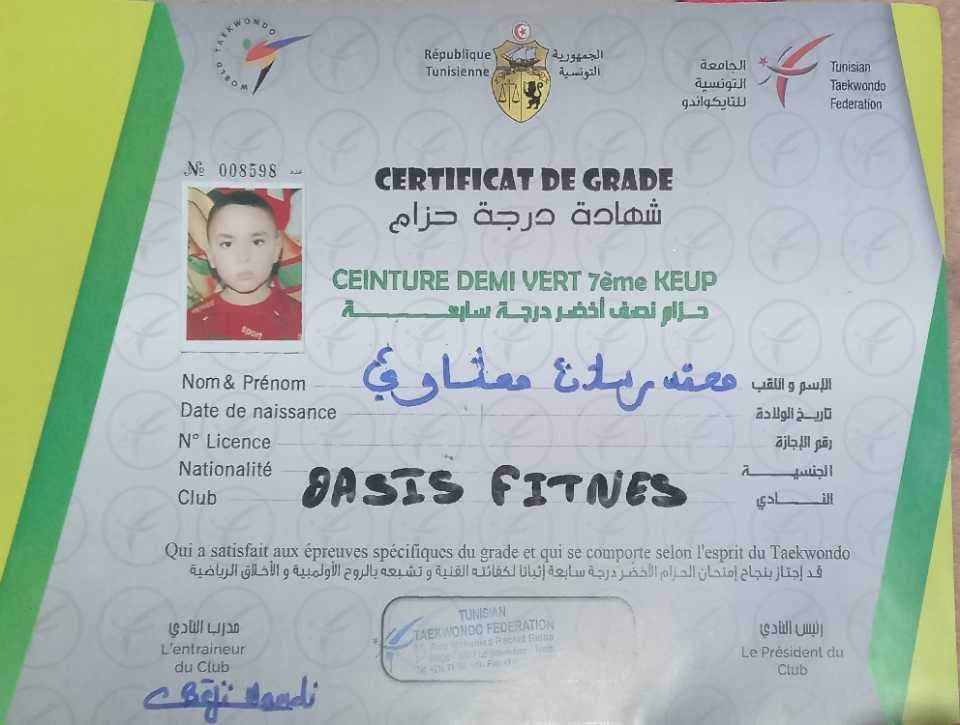 WORLD TAEKWONDO
République
Tunisienne
الجمهورية
التونسية
الجامعة
التونسية
للتايكواندو
Tunisian
Taekwondo
Federation
№ 008598 عدد
CERTIFICAT DE GRADE
شهادة درجة حزام
CEINTURE DEMI VERT 7ème KEUP
حزام نصف أخضر درجة سابعة
sport
Nom & Prénom الإسم و اللقب
Date de naissance تاريخ الولادة
N° Licence رقم الإجازة
Nationalité الجنسية
Club OASIS FITNES النادي
Qui a satisfait aux épreuves spécifiques du grade et qui se comporte selon l'esprit du Taekwondo
قد إجتاز بنجاح إمتحان الحزام الأخضر درجة سابعة إثباتا لكفائته الفنية و تشبعه بالروح الأولمبية و الأخلاق الرياضية
مدرب النادي
L'entraineur
du Club
TUNISIAN
TAEKWONDO FEDERATION
رئيس النادي
Le Président du
Club